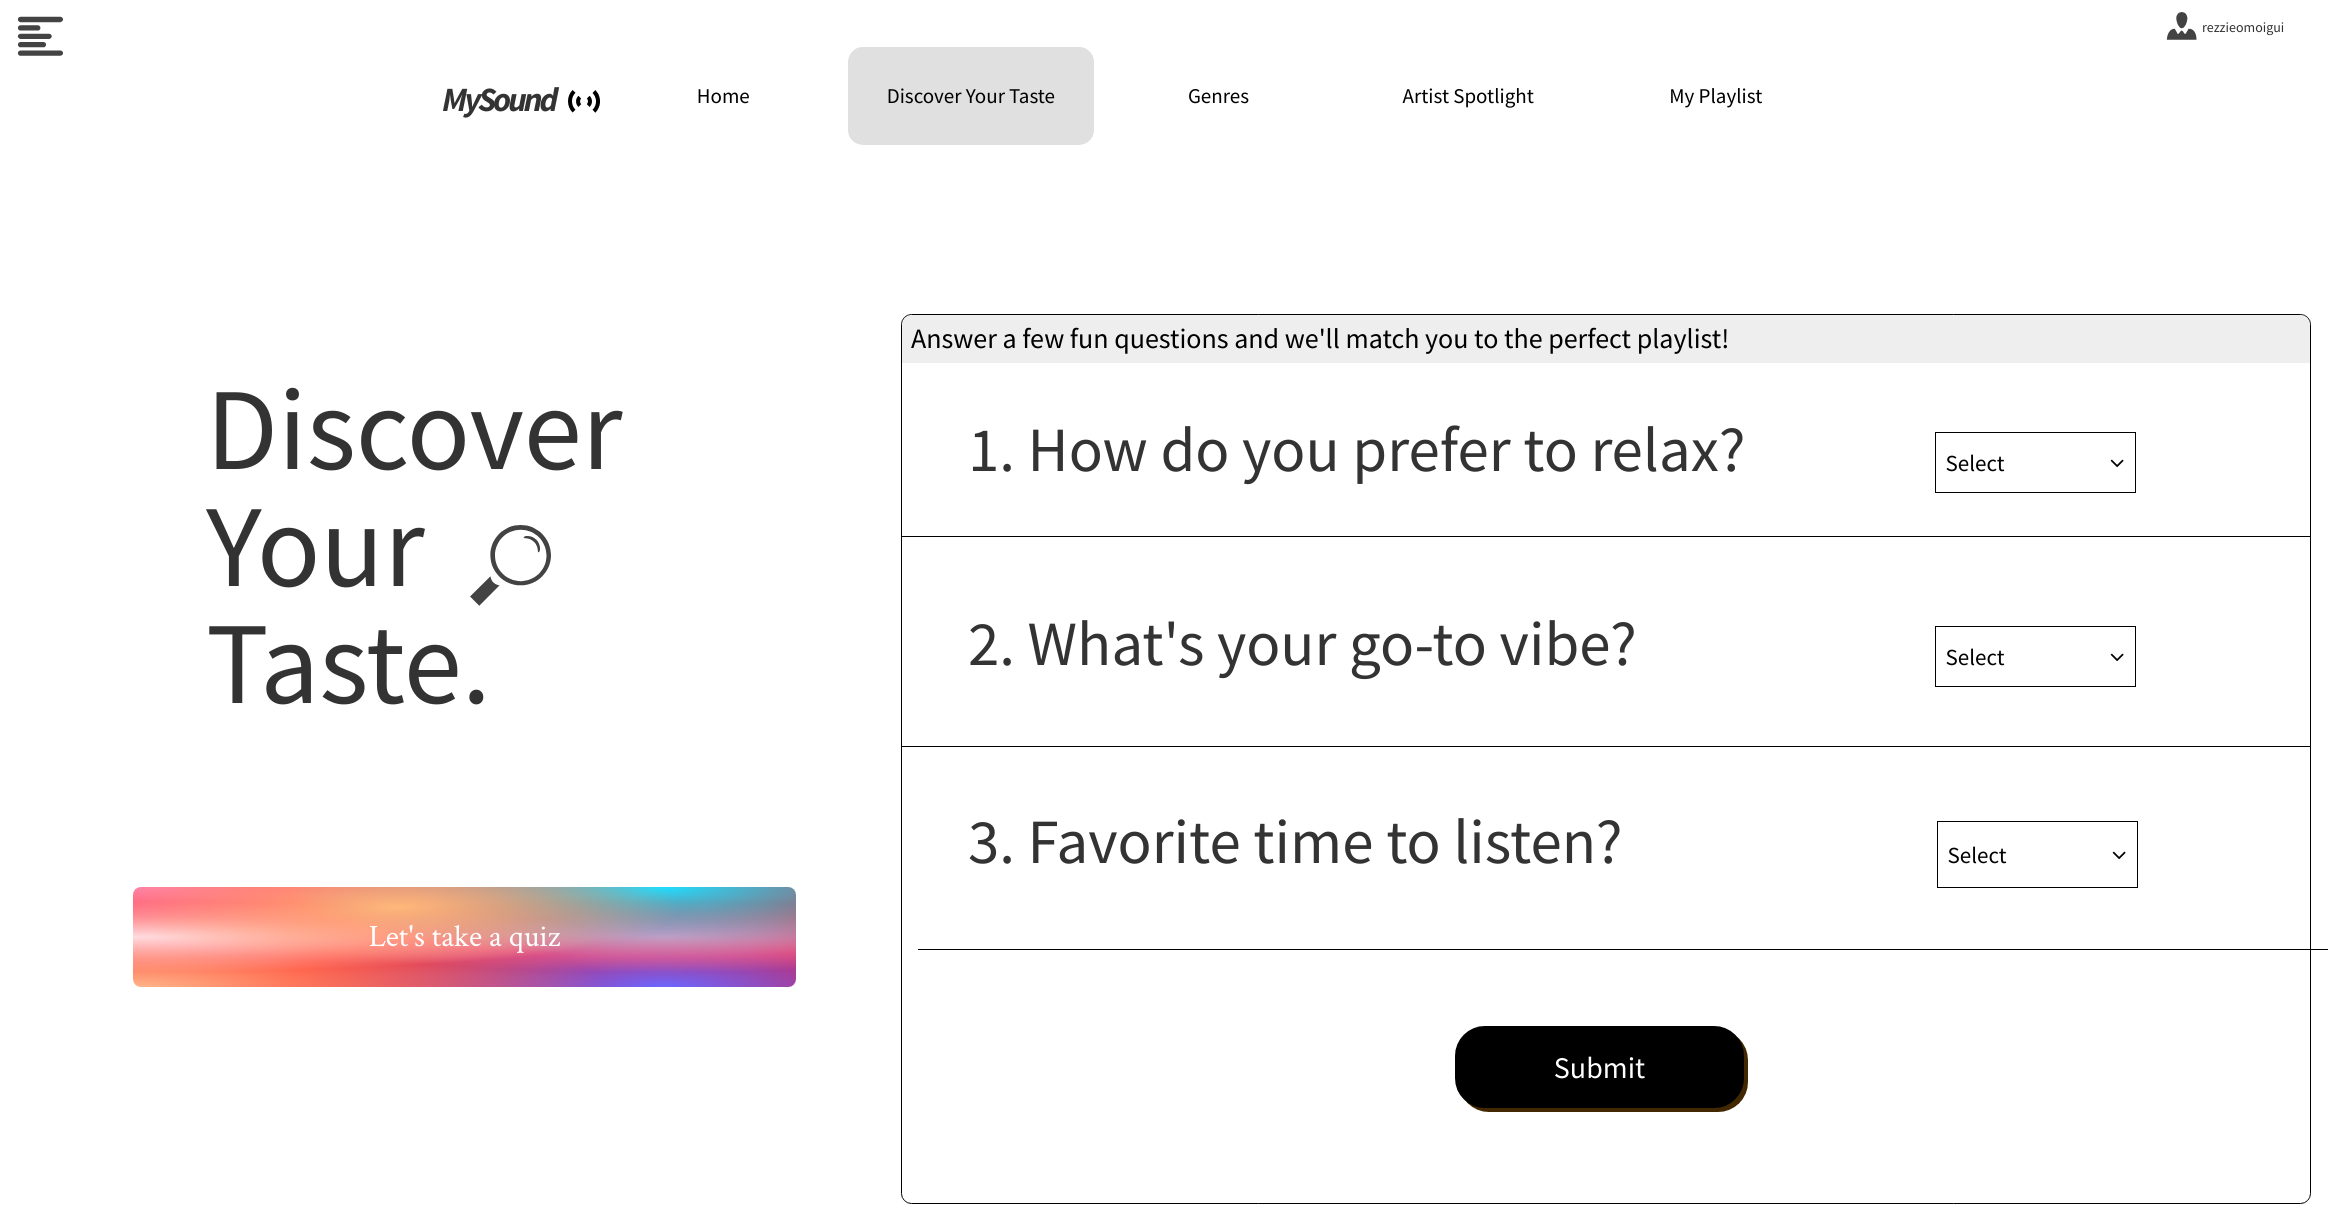 rezzieomoigui
MySound
Home
Discover Your Taste
Genres
Artist Spotlight
My Playlist
Discover
Your
Taste.
Let's take a quiz
Answer a few fun questions and we'll match you to the perfect playlist!
1. How do you prefer to relax?
Select
2. What's your go-to vibe?
Select
3. Favorite time to listen?
Select
Submit